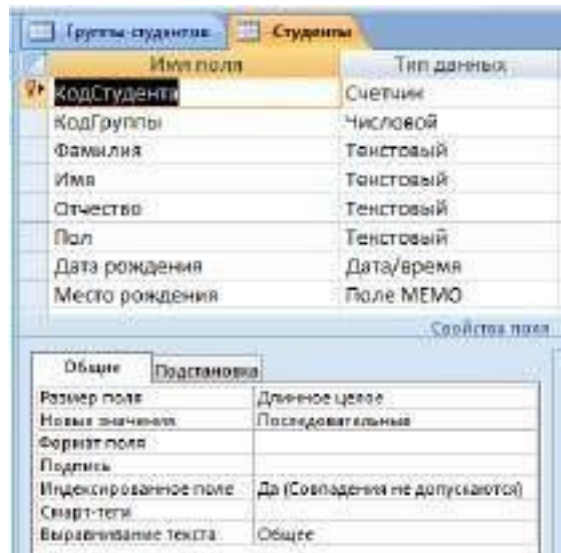 Группы студентов Студенты
Имя поля Тип данных
КодСтудента Счетчик
КодГруппы Числовой
Фамилия Текстовый
Имя Текстовый
Отчество Текстовый
Пол Текстовый
Дата рождения Дата/время
Место рождения Поле МЕМО
Свойства поля
Общие Подстановка
Размер поля Длинное целое
Новые значения Последовательные
Формат поля
Подпись
Индексированное поле Да (Совпадения не допускаются)
Смарт-теги
Выравнивание текста Общее